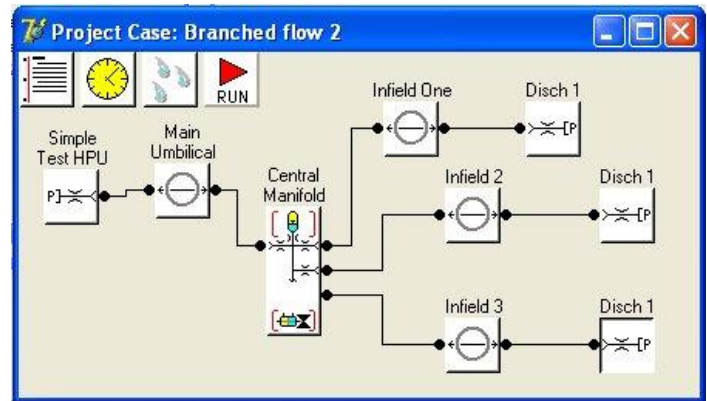 Project Case: Branched flow 2
RUN
Infield One
Disch 1
Simple
Test HPU
Main
Umbilical
Central
Manifold
Infield 2
Disch 1
Infield 3
Disch 1
P
P
P
P